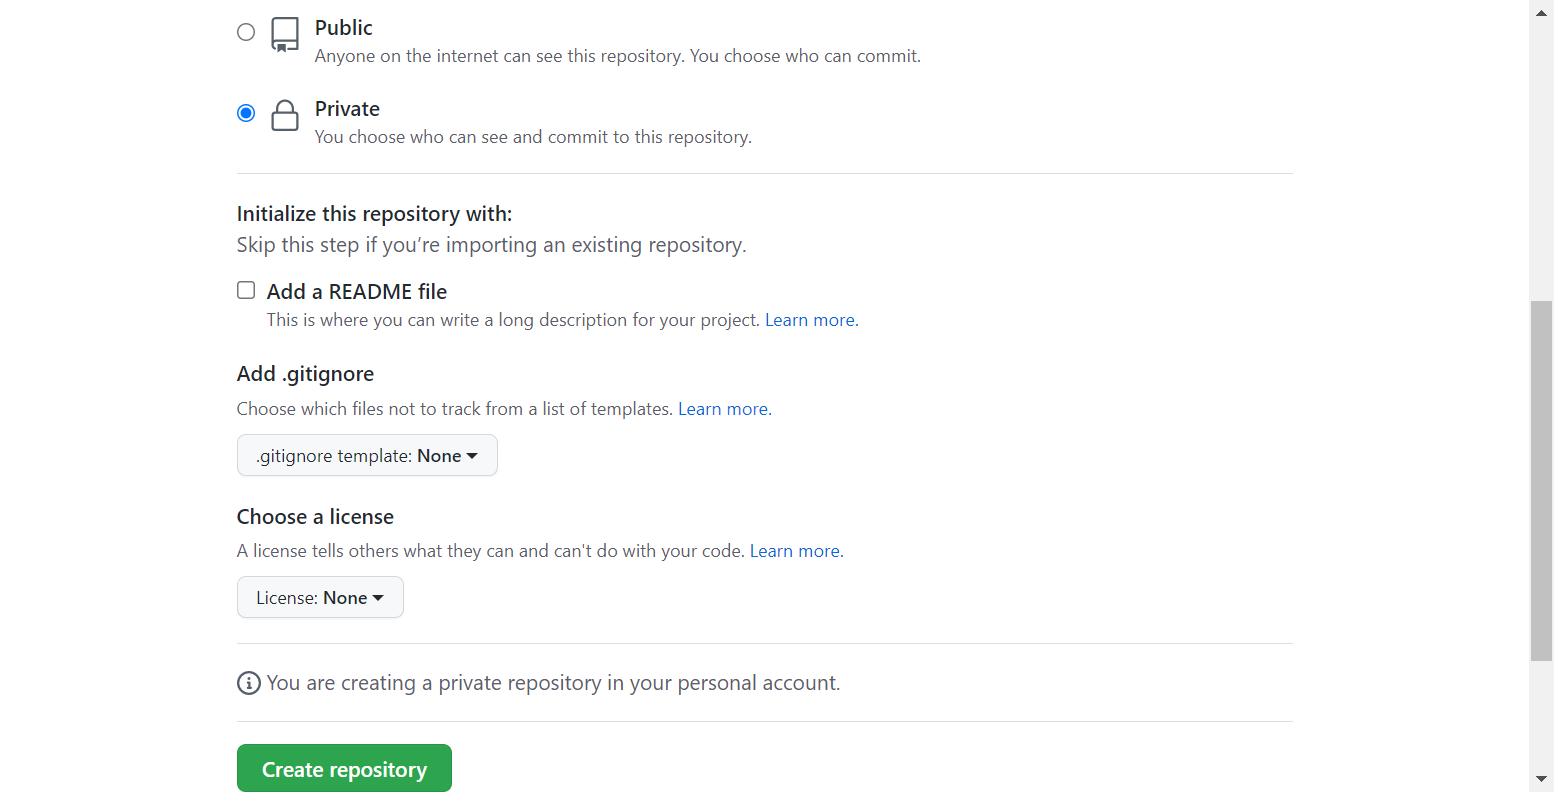 Public
Anyone on the internet can see this repository. You choose who can commit.
Private
You choose who can see and commit to this repository.
Initialize this repository with:
Skip this step if you’re importing an existing repository.
Add a README file
This is where you can write a long description for your project. Learn more.
Add .gitignore
Choose which files not to track from a list of templates. Learn more.
.gitignore template: None
Choose a license
A license tells others what they can and can't do with your code. Learn more.
License: None
You are creating a private repository in your personal account.
Create repository